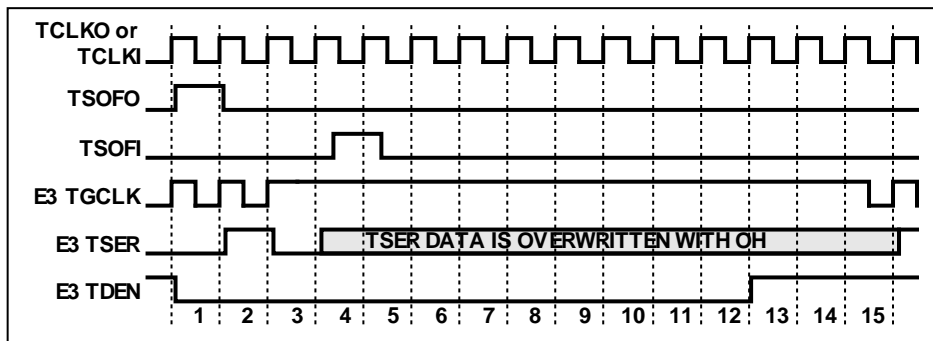 TCLKO or
TCLKI
TSOFO
TSOFI
E3 TGCLK
E3 TSER
TSER DATA IS OVERWRITTEN WITH OH
E3 TDEN
1 2 3 4 5 6 7 8 9 10 11 12 13 14 15